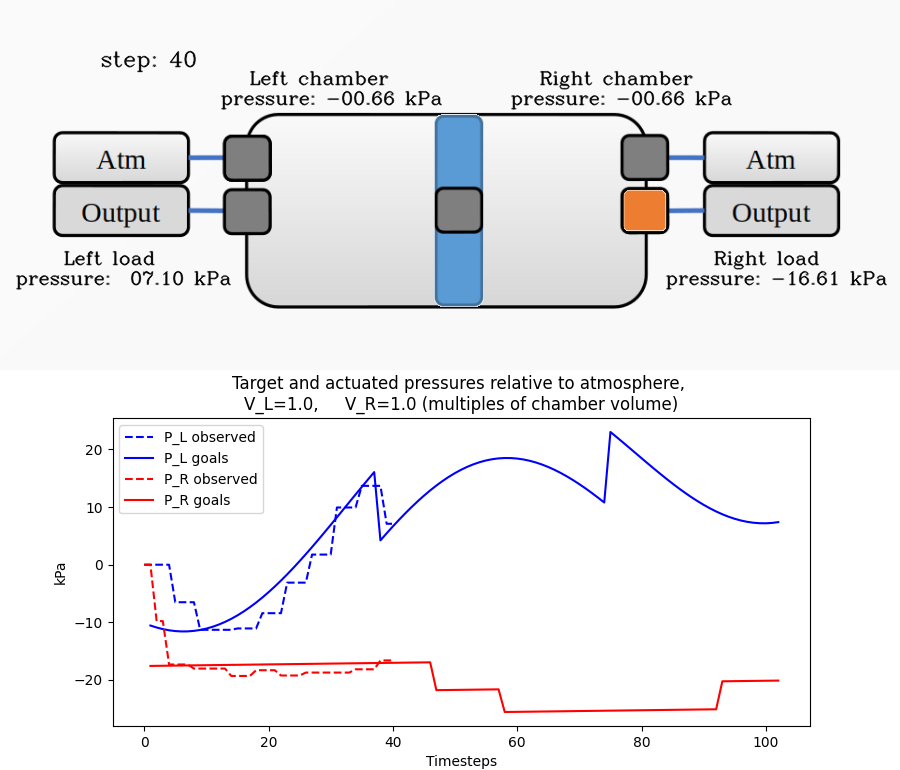 step: 40
Left chamber
pressure: −00.66 kPa
Right chamber
pressure: −00.66 kPa
Atm
Output
Atm
Output
Left load
pressure:  07.10 kPa
Right load
pressure: −16.61 kPa
Target and actuated pressures relative to atmosphere,
V_L=1.0,     V_R=1.0 (multiples of chamber volume)
P_L observed
P_L goals
P_R observed
P_R goals
kPa
20
10
0
−10
−20
0
20
40
60
80
100
Timesteps